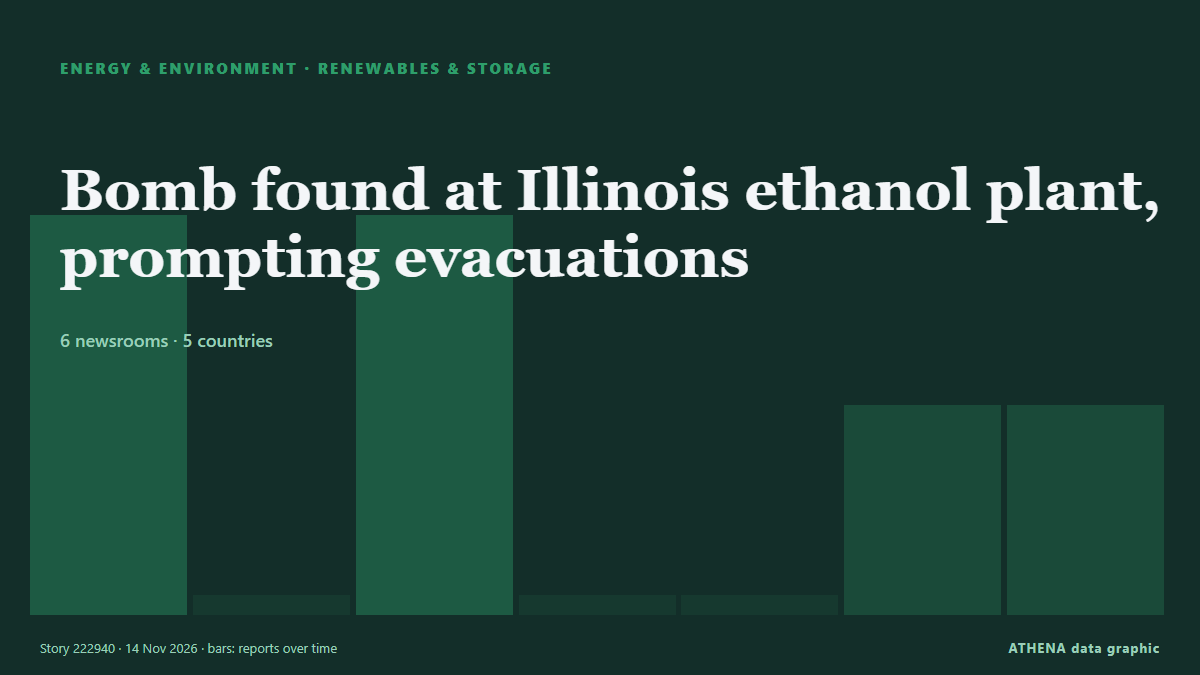 ENERGY & ENVIRONMENT · RENEWABLES & STORAGE
Bomb found at Illinois ethanol plant,
prompting evacuations
6 newsrooms · 5 countries
Story 222940 · 14 Nov 2026 · bars: reports over time
ATHENA data graphic